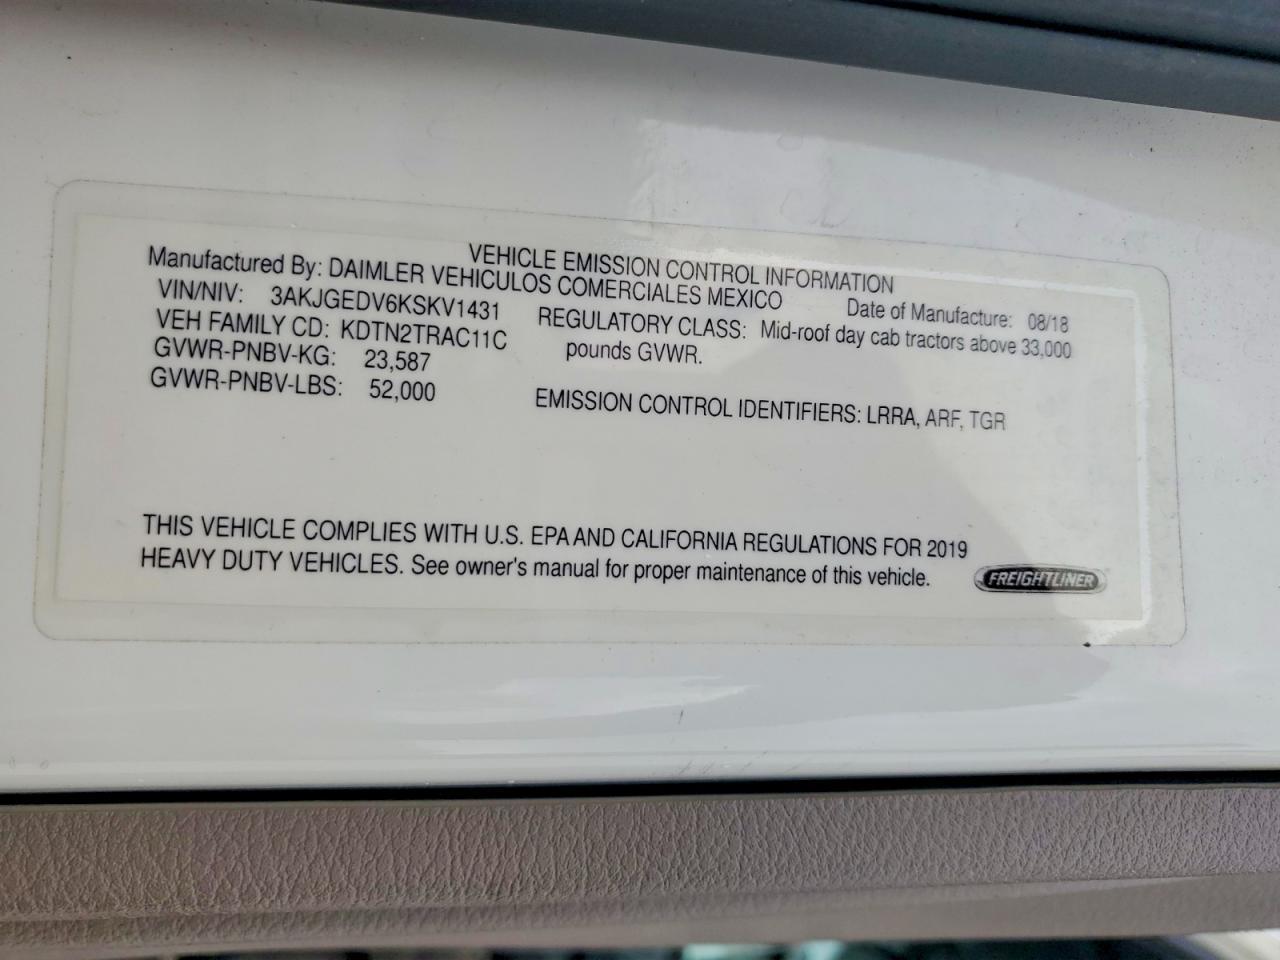 VEHICLE EMISSION CONTROL INFORMATION
Manufactured By: DAIMLER VEHICULOS COMERCIALES MEXICO Date of Manufacture: 08/18
VIN/NIV: 3AKJGEDV6KSKV1431 REGULATORY CLASS: Mid-roof day cab tractors above 33,000
VEH FAMILY CD: KDTN2TRAC11C pounds GVWR.
GVWR-PNBV-KG: 23,587
GVWR-PNBV-LBS: 52,000 EMISSION CONTROL IDENTIFIERS: LRRA, ARF, TGR
THIS VEHICLE COMPLIES WITH U.S. EPA AND CALIFORNIA REGULATIONS FOR 2019
HEAVY DUTY VEHICLES. See owner's manual for proper maintenance of this vehicle.
FREIGHTLINER